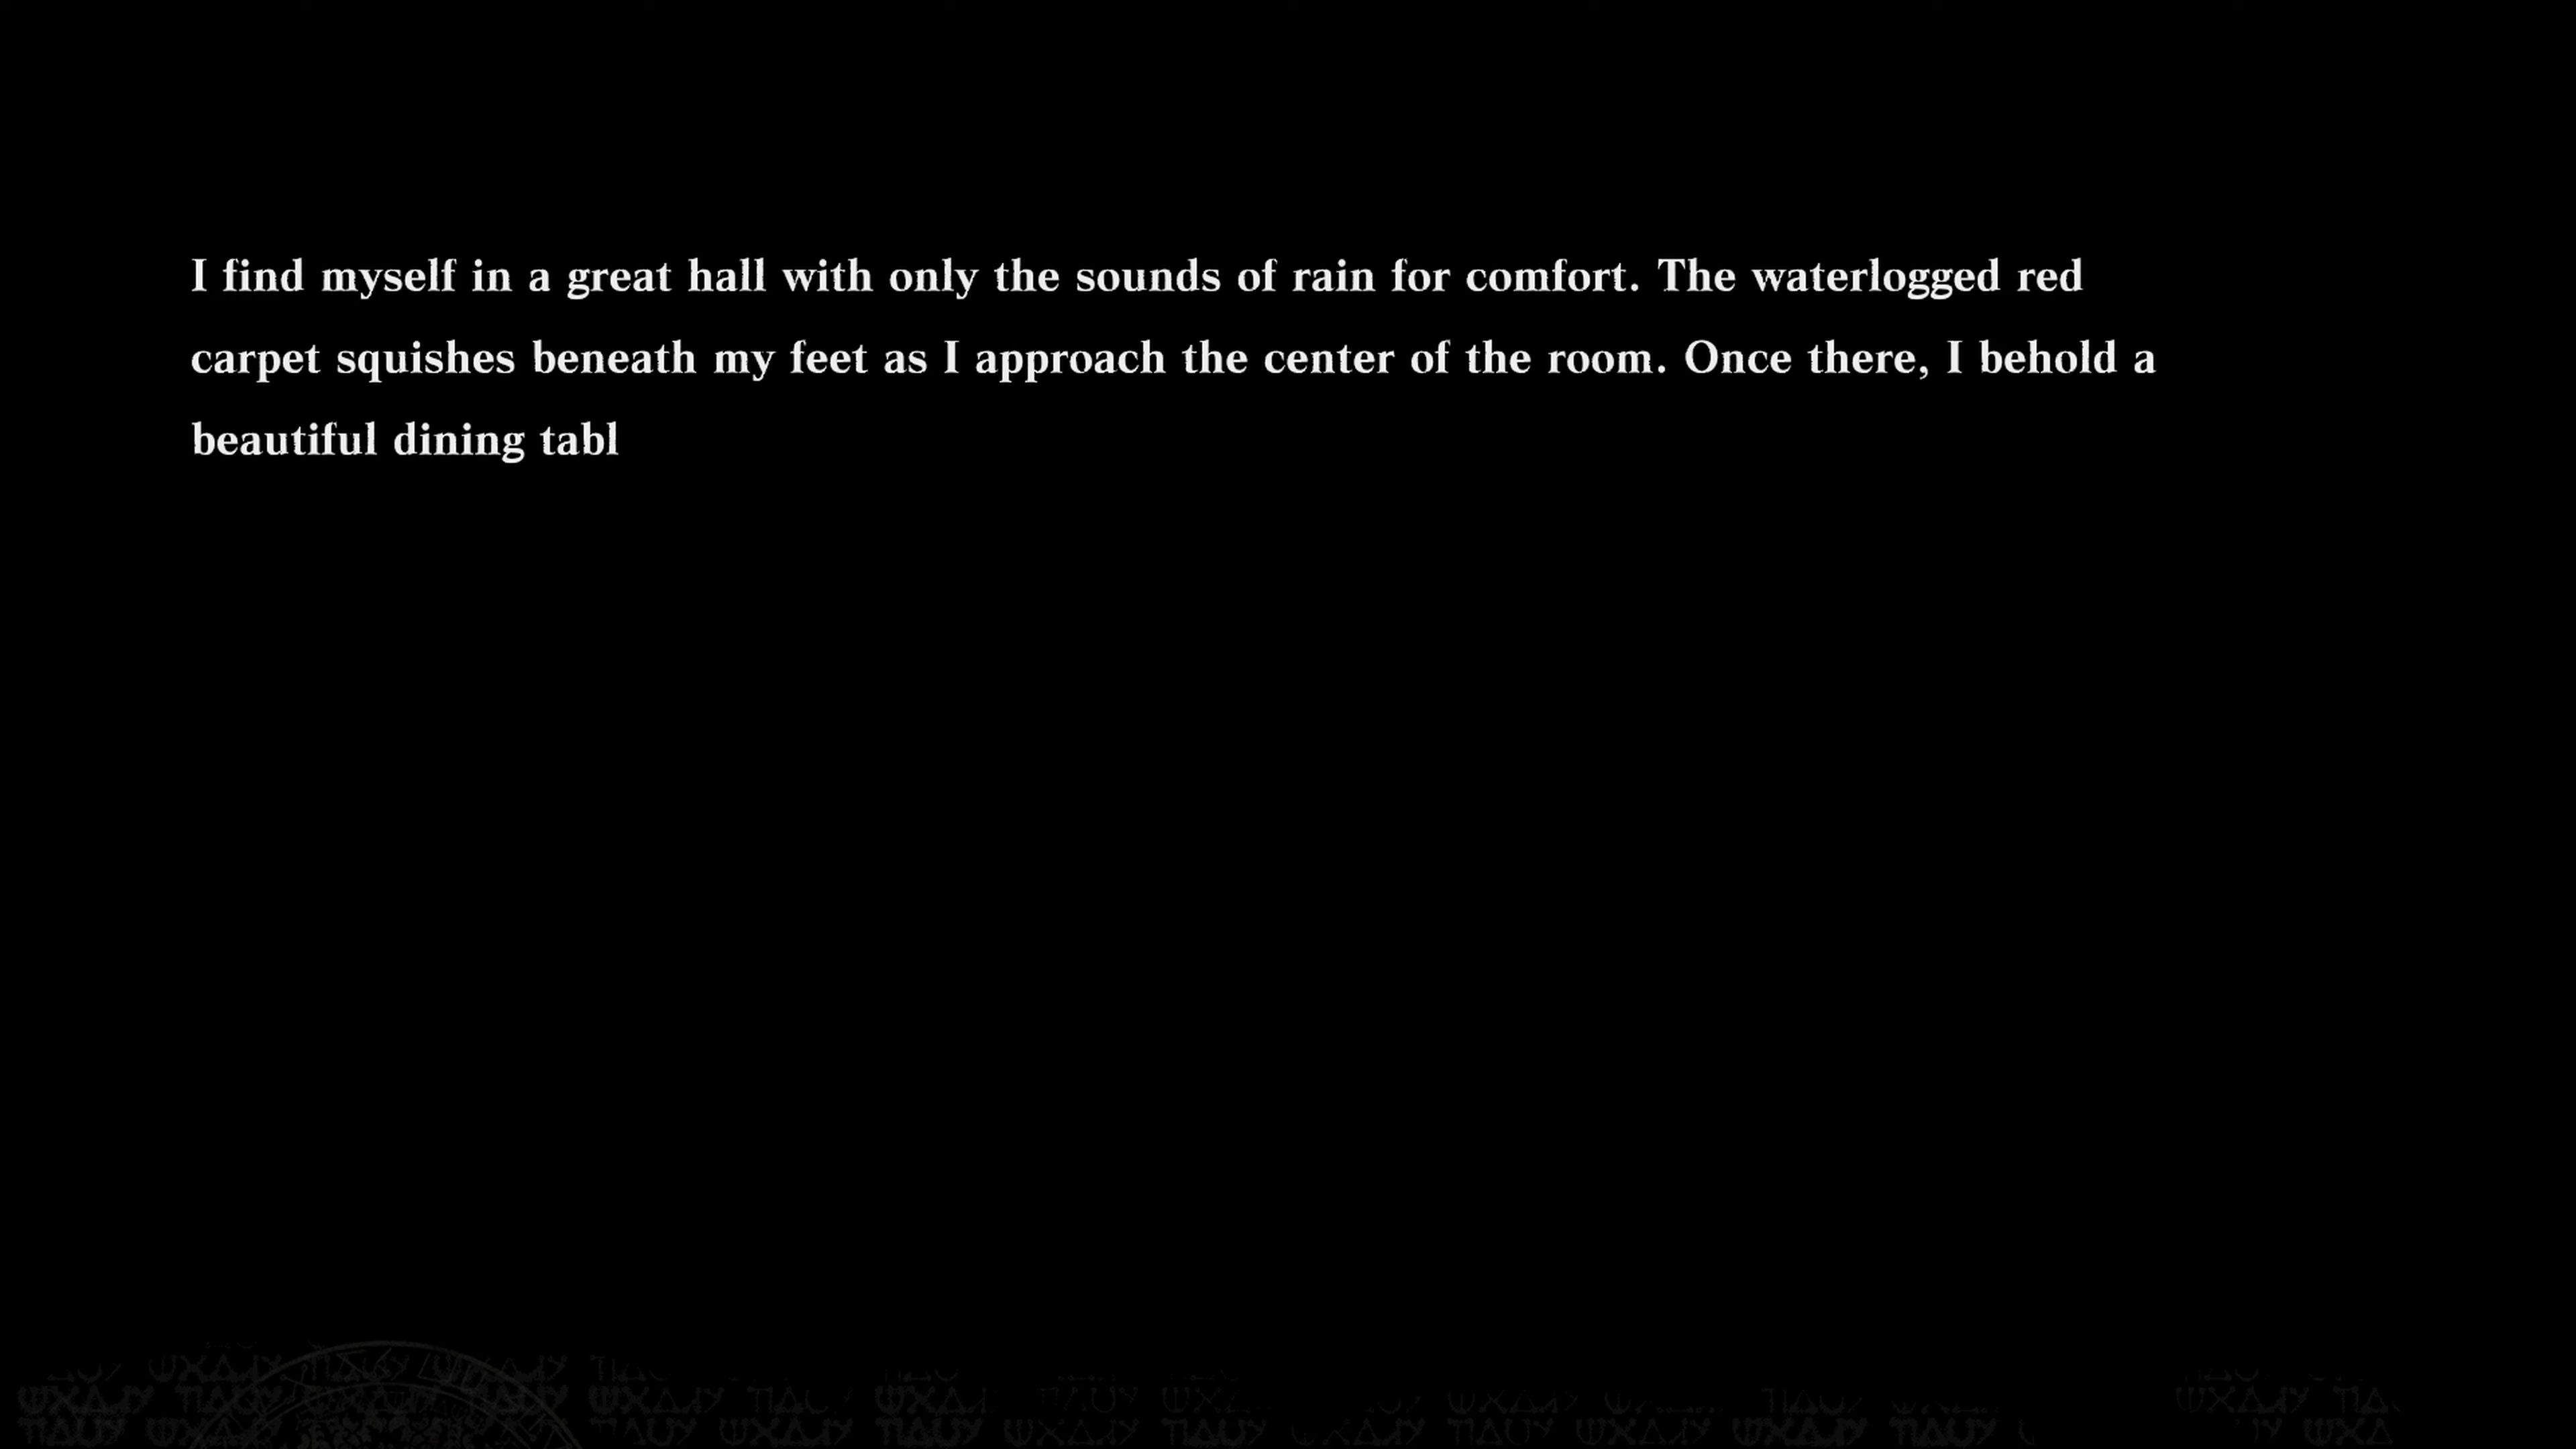 I find myself in a great hall with only the sounds of rain for comfort. The waterlogged red
carpet squishes beneath my feet as I approach the center of the room. Once there, I behold a
beautiful dining tabl